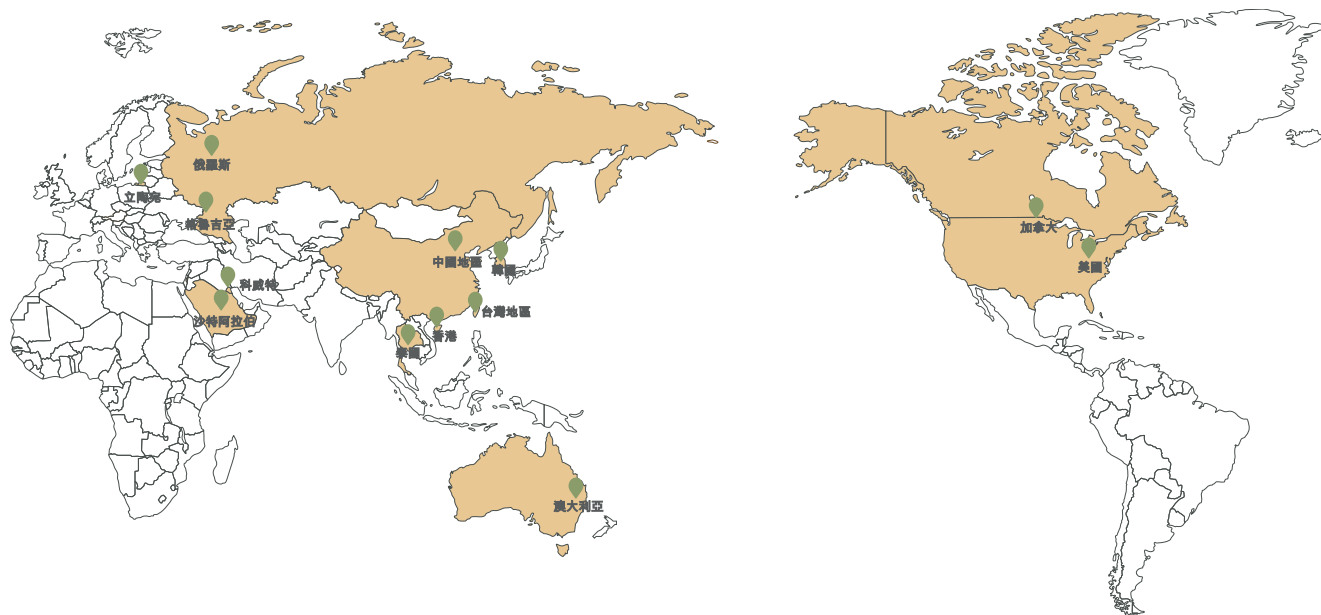 俄羅斯
立陶宛
格魯吉亞
中國地區
韓國
科威特
沙特阿拉伯
台灣地區
香港
泰國
澳大利亞
加拿大
美國